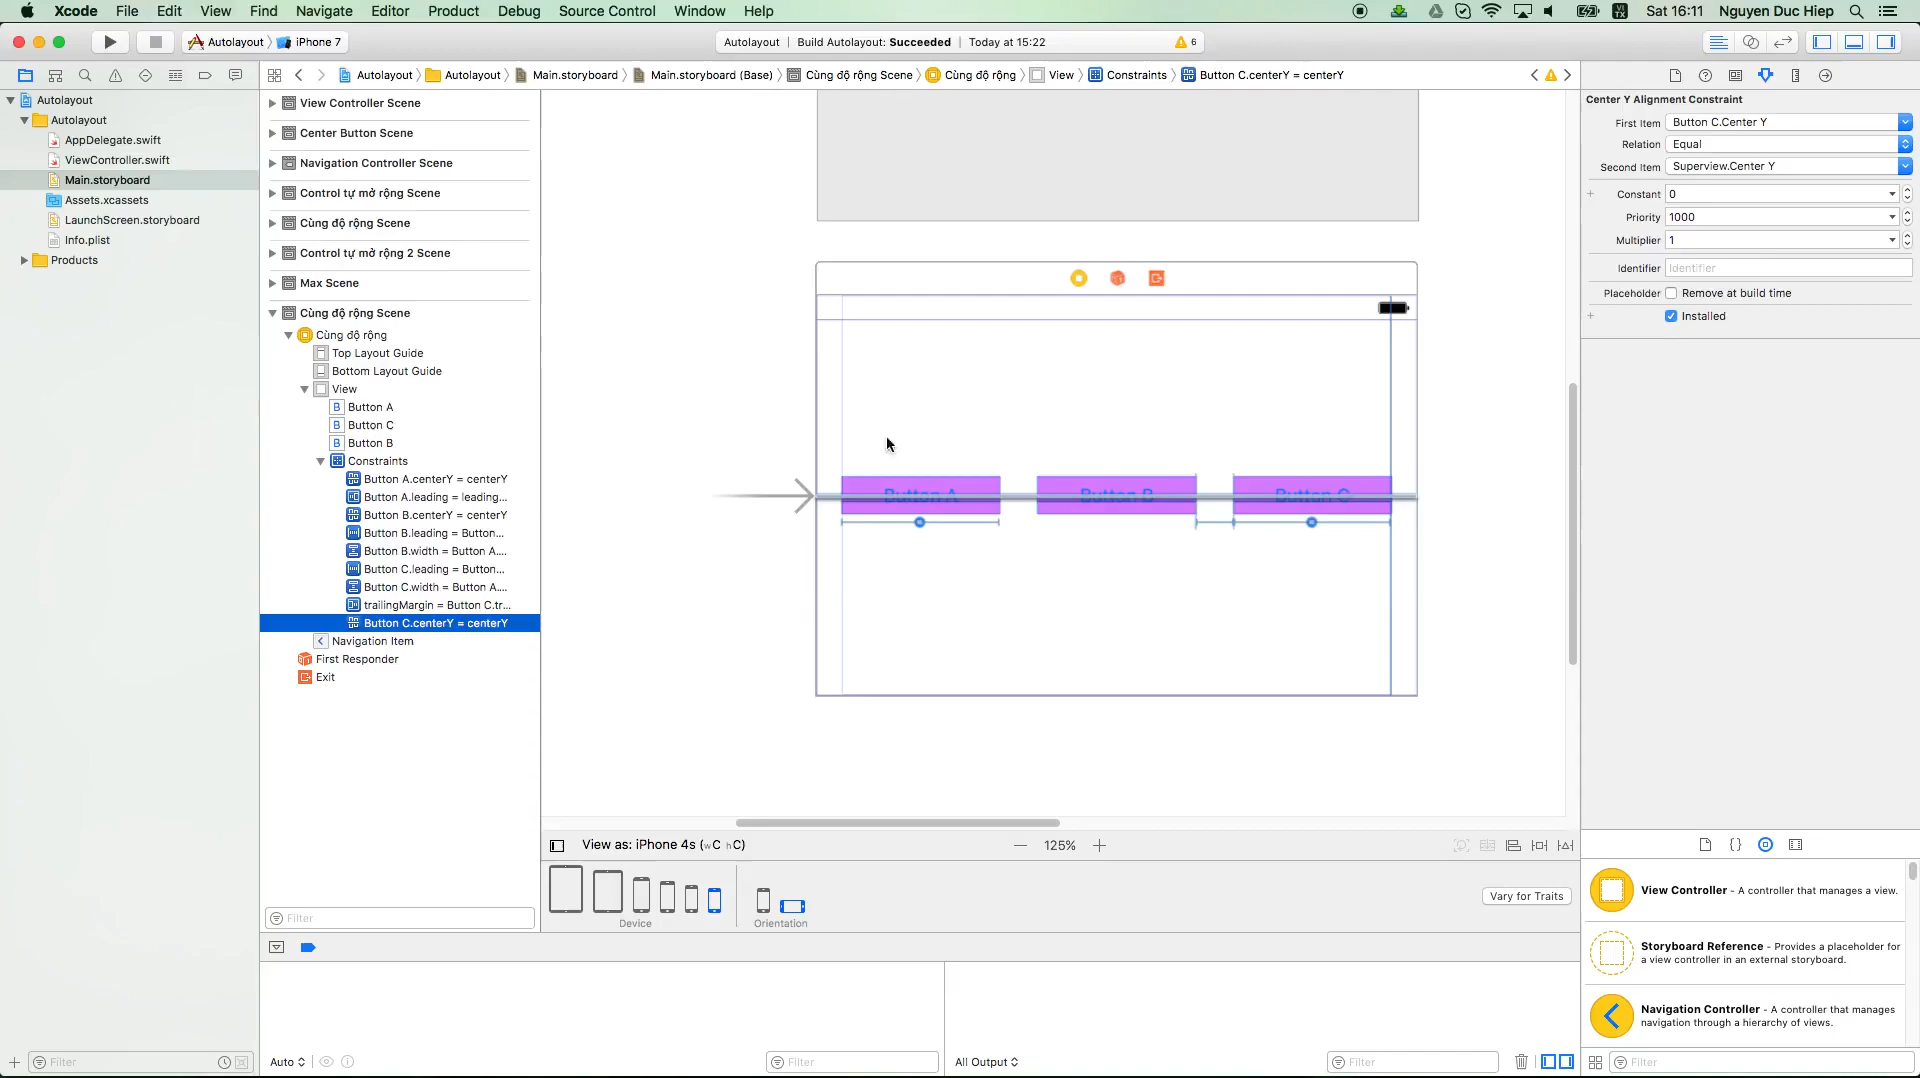 Xcode File Edit View Find Navigate Editor Product Debug Source Control Window Help Sat 16:11 Nguyen Duc Hiep
Autolayout iPhone 7 Autolayout | Build Autolayout: Succeeded | Today at 15:22 6
Autolayout Autolayout Main.storyboard Main.storyboard (Base) Cùng độ rộng Scene Cùng độ rộng View Constraints Button C.centerY = centerY
Autolayout
Autolayout
AppDelegate.swift
ViewController.swift
Main.storyboard
Assets.xcassets
LaunchScreen.storyboard
Info.plist
Products
Filter
View Controller Scene
Center Button Scene
Navigation Controller Scene
Control tự mở rộng Scene
Cùng độ rộng Scene
Control tự mở rộng 2 Scene
Max Scene
Cùng độ rộng Scene
Cùng độ rộng
Top Layout Guide
Bottom Layout Guide
View
B Button A
B Button C
B Button B
Constraints
Button A.centerY = centerY
Button A.leading = leading...
Button B.centerY = centerY
Button B.leading = Button...
Button B.width = Button A....
Button C.leading = Button...
Button C.width = Button A....
trailingMargin = Button C.tr...
Button C.centerY = centerY
Navigation Item
First Responder
Exit
Filter
Button A Button B Button C
View as: iPhone 4s (wC hC) 125%
Device Orientation Vary for Traits
Auto Filter All Output Filter
Center Y Alignment Constraint
First Item Button C.Center Y
Relation Equal
Second Item Superview.Center Y
Constant 0
Priority 1000
Multiplier 1
Identifier Identifier
Placeholder Remove at build time
Installed
View Controller - A controller that manages a view.
Storyboard Reference - Provides a placeholder for
a view controller in an external storyboard.
Navigation Controller - A controller that manages
navigation through a hierarchy of views.
Filter